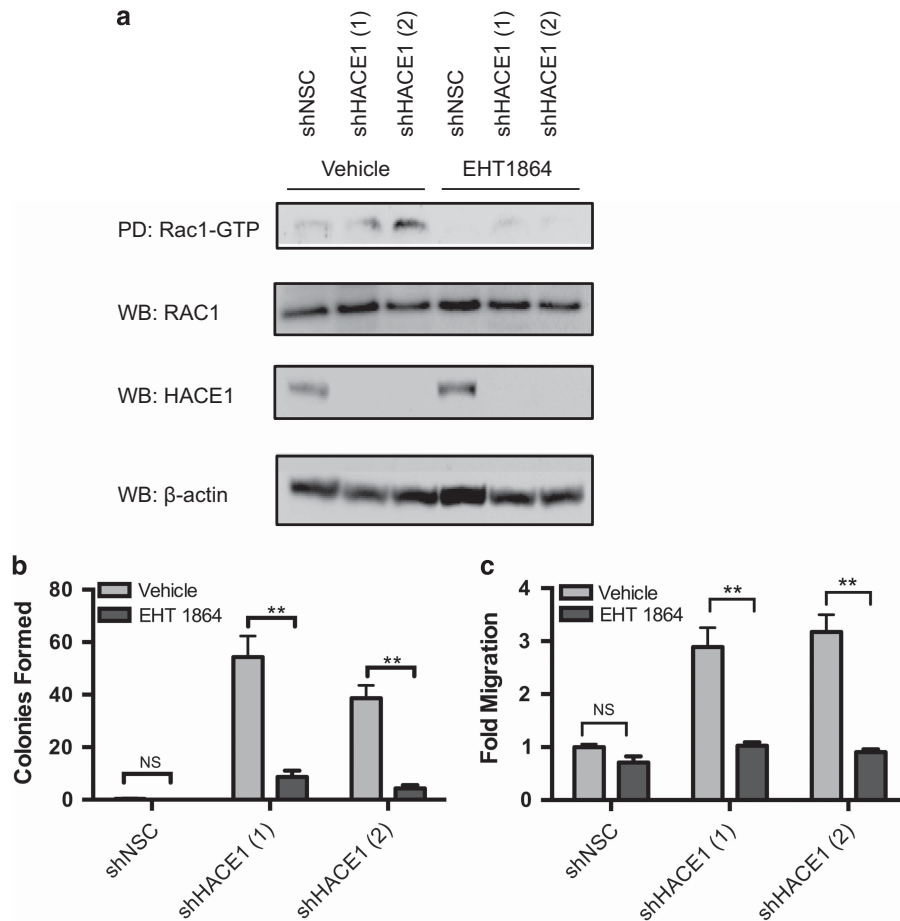 a
shNSC
shHACE1 (1)
shHACE1 (2)
shNSC
shHACE1 (1)
shHACE1 (2)
Vehicle
EHT1864
PD: Rac1-GTP
WB: RAC1
WB: HACE1
WB: β-actin
b
Colonies Formed
80
60
40
20
0
Vehicle
EHT 1864
NS
**
**
shNSC
shHACE1 (1)
shHACE1 (2)
c
Fold Migration
4
3
2
1
0
Vehicle
EHT 1864
NS
**
**
shNSC
shHACE1 (1)
shHACE1 (2)